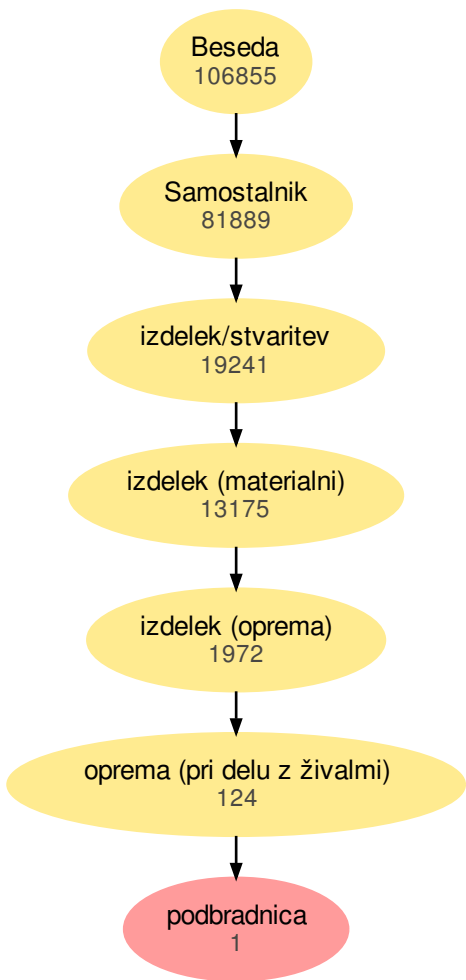 Beseda
106855
Samostalnik
81889
izdelek/stvaritev
19241
izdelek (materialni)
13175
izdelek (oprema)
1972
oprema (pri delu z živalmi)
124
podbradnica
1